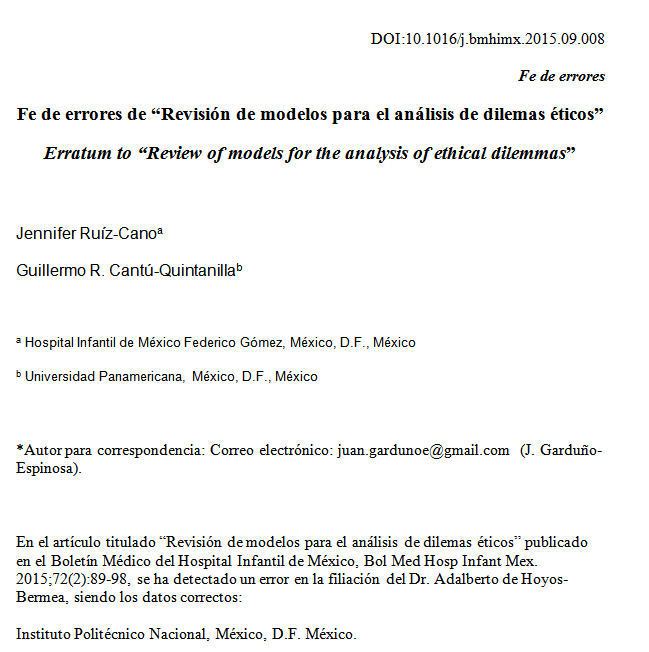 DOI:10.1016/j.bmhimx.2015.09.008
Fe de errores
Fe de errores de “Revisión de modelos para el análisis de dilemas éticos”
Erratum to “Review of models for the analysis of ethical dilemmas”
Jennifer Ruíz-Canoª
Guillermo R. Cantú-Quintanillaᵇ
ª Hospital Infantil de México Federico Gómez, México, D.F., México
ᵇ Universidad Panamericana, México, D.F., México
*Autor para correspondencia: Correo electrónico: juan.gardunoe@gmail.com (J. Garduño-
Espinosa).
En el artículo titulado “Revisión de modelos para el análisis de dilemas éticos” publicado
en el Boletín Médico del Hospital Infantil de México, Bol Med Hosp Infant Mex.
2015;72(2):89-98, se ha detectado un error en la filiación del Dr. Adalberto de Hoyos-
Bermea, siendo los datos correctos:
Instituto Politécnico Nacional, México, D.F. México.